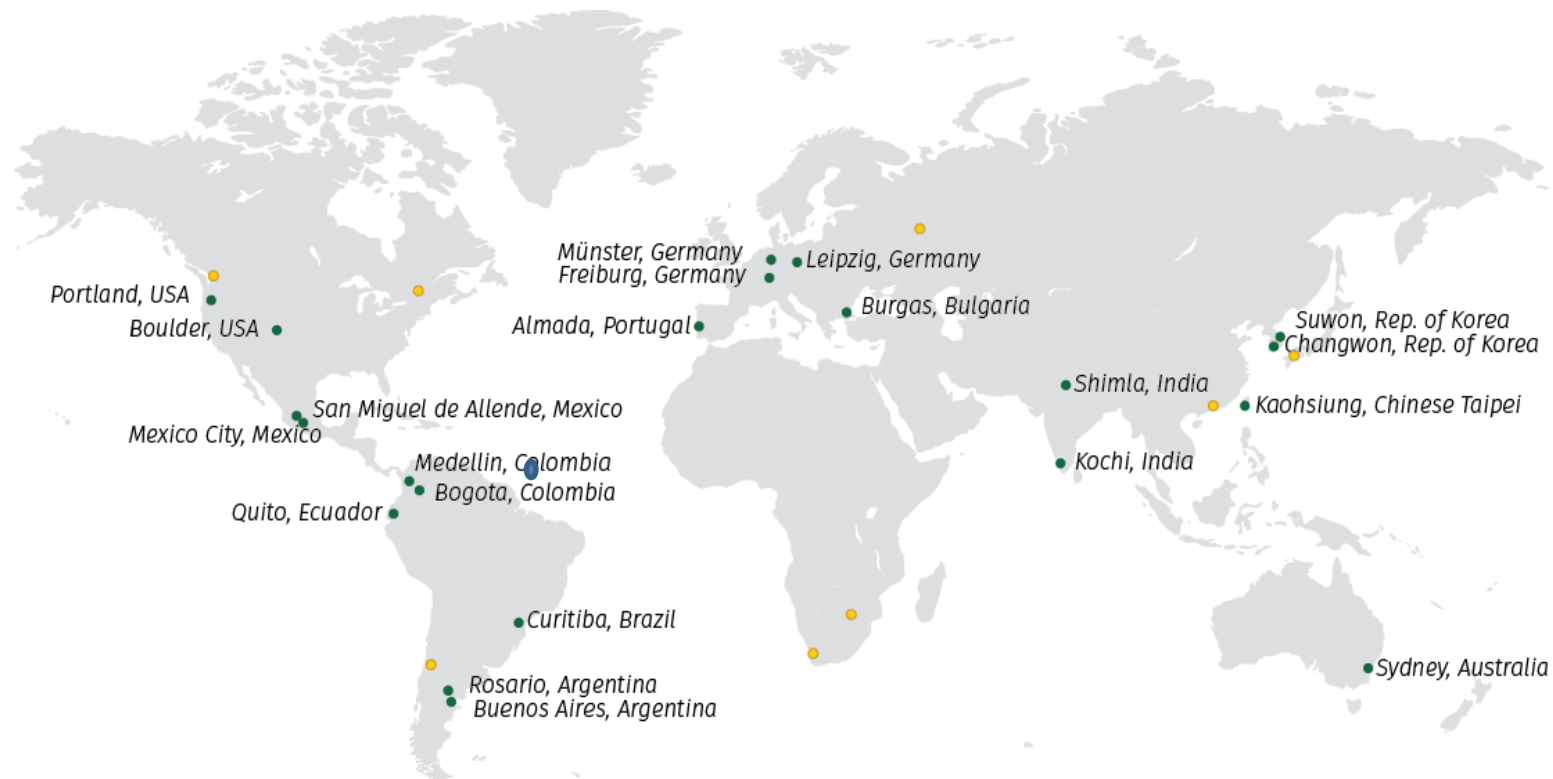 Münster, Germany
Freiburg, Germany
Leipzig, Germany
Portland, USA
Boulder, USA
Almada, Portugal
Burgas, Bulgaria
Suwon, Rep. of Korea
Changwon, Rep. of Korea
San Miguel de Allende, Mexico
Mexico City, Mexico
Shimla, India
Kaohsiung, Chinese Taipei
Medellin, Colombia
Bogota, Colombia
Kochi, India
Quito, Ecuador
Curitiba, Brazil
Rosario, Argentina
Buenos Aires, Argentina
Sydney, Australia